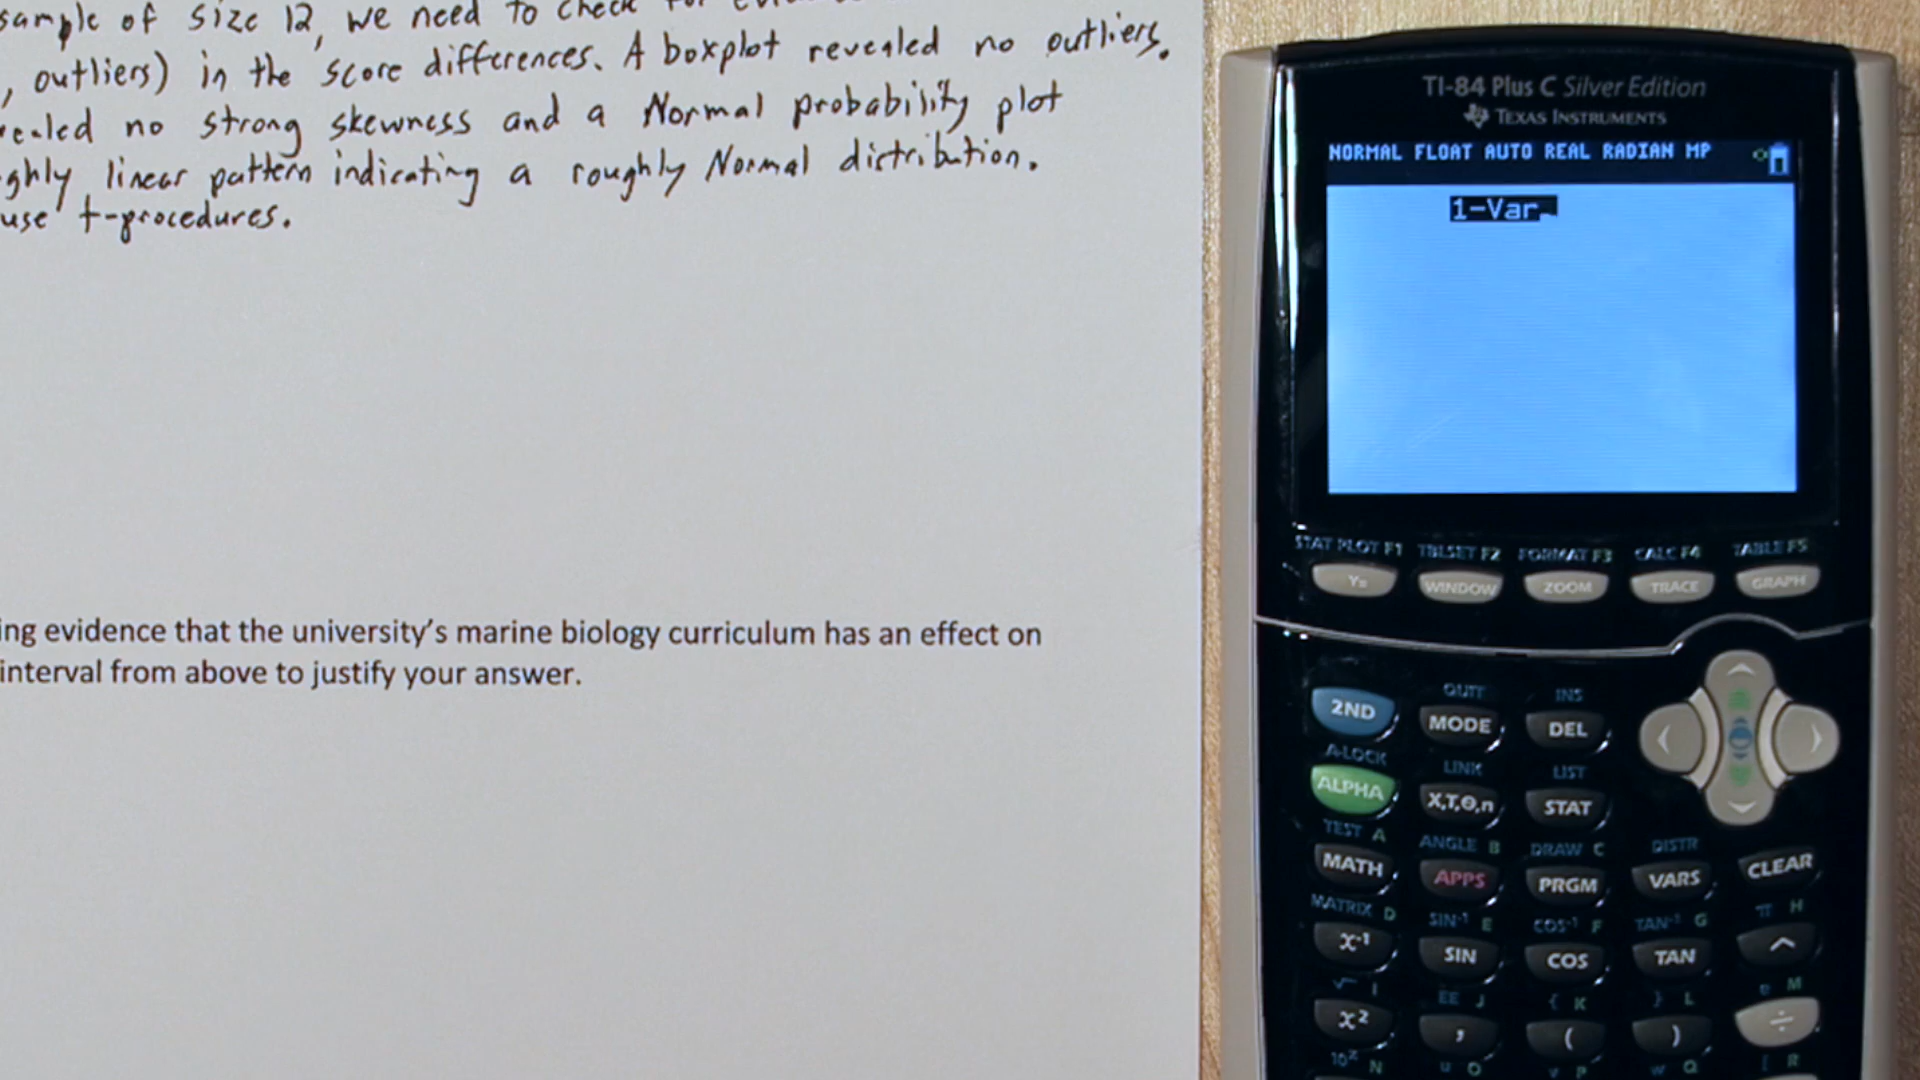 sample of size 12, we need to check for
, outliers) in the score differences. A boxplot revealed no outliers.
no strong skewness and a Normal probability plot
linear pattern indicating a roughly Normal distribution.
use t-procedures.
ing evidence that the university's marine biology curriculum has an effect on
interval from above to justify your answer.
TI-84 Plus C Silver Edition
TEXAS INSTRUMENTS
NORMAL FLOAT AUTO REAL RADIAN MP
1-Var
STAT PLOT F1 TBLSET F2 FORMAT F3 CALC F4 TABLE F5
Y= WINDOW ZOOM TRACE GRAPH
QUIT INS
2ND MODE DEL
A-LOCK LINK LIST
ALPHA X,T,θ,n STAT
TEST A ANGLE B DRAW C DISTR
MATH APPS PRGM VARS CLEAR
MATRIX D SIN⁻¹ E COS⁻¹ F TAN⁻¹ G π H
x⁻¹ SIN COS TAN ^
√ I EE J { K } L e M
x² , ( ) ÷
10ˣ N u O v P w Q [ R